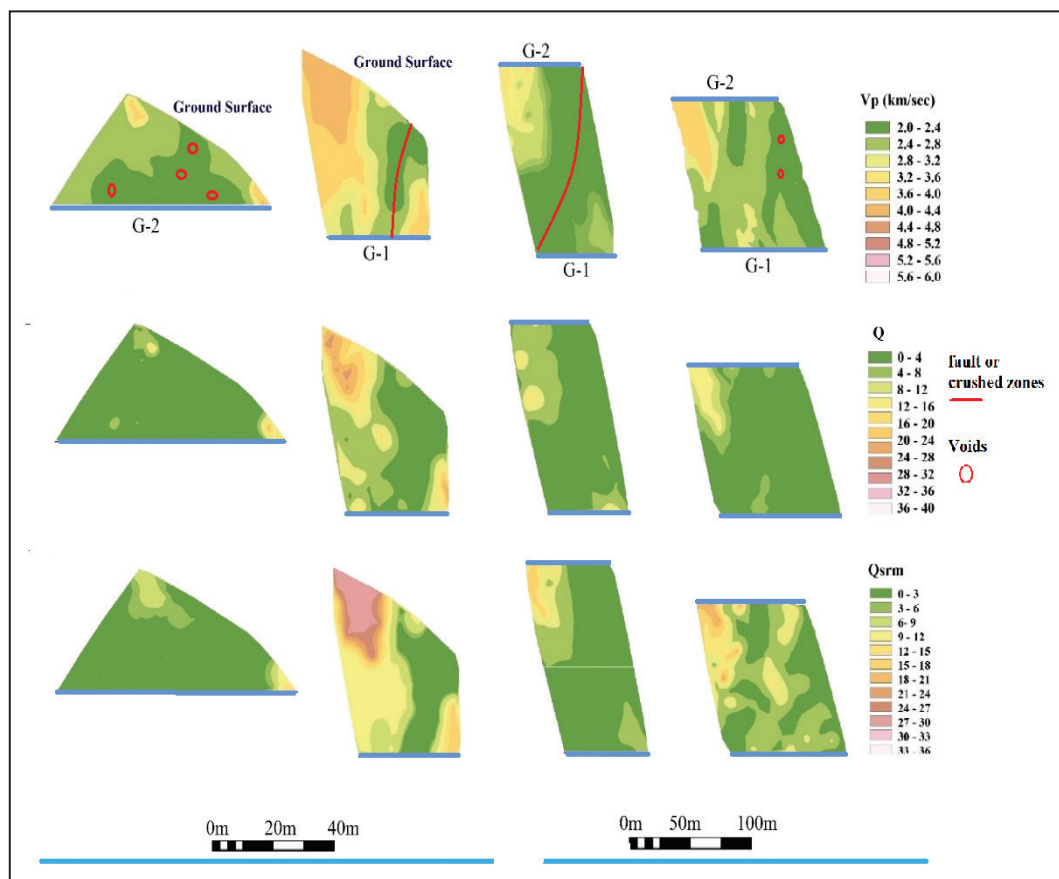 G-2
Ground Surface
Ground Surface
G-2
G-2
G-1
G-1
G-1
Vp (km/sec)
2.0 - 2.4
2.4 - 2.8
2.8 - 3.2
3.2 - 3.6
3.6 - 4.0
4.0 - 4.4
4.4 - 4.8
4.8 - 5.2
5.2 - 5.6
5.6 - 6.0
Q
0 - 4
4 - 8
8 - 12
12 - 16
16 - 20
20 - 24
24 - 28
28 - 32
32 - 36
36 - 40
fault or
crushed zones
Voids
Qsrm
0 - 3
3 - 6
6 - 9
9 - 12
12 - 15
15 - 18
18 - 21
21 - 24
24 - 27
27 - 30
30 - 33
33 - 36
0m 20m 40m
0m 50m 100m